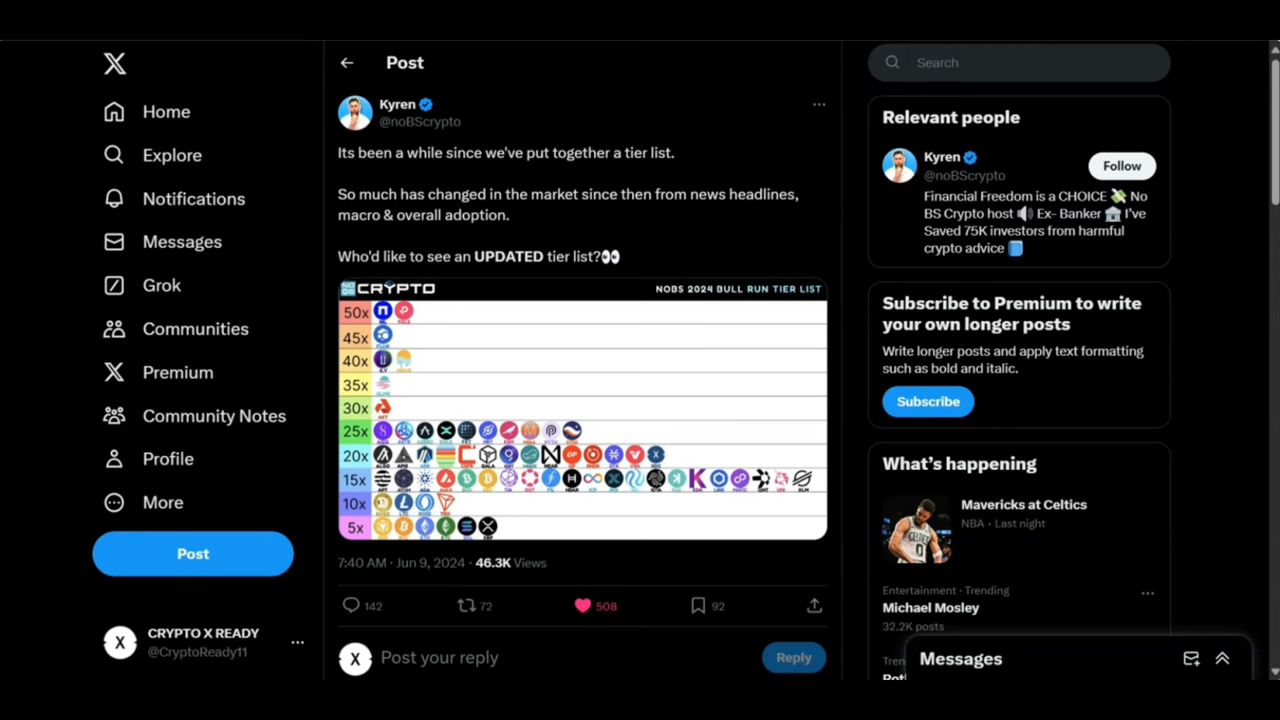 Home
Explore
Notifications
Messages
Grok
Communities
Premium
Community Notes
Profile
More
Post
CRYPTO X READY
@CryptoReady11
Post
Kyren
@noBScrypto
Its been a while since we've put together a tier list.
So much has changed in the market since then from news headlines,
macro & overall adoption.
Who'd like to see an UPDATED tier list?👀
CRYPTO
NOBS 2024 BULL RUN TIER LIST
50x
45x
FLUX
40x
35x
30x
AKT
25x
20x
GALA
NEAR
15x
ATOM
XLM
10x
5x
7:40 AM · Jun 9, 2024 · 46.3K Views
142
72
508
92
Post your reply
Reply
Search
Relevant people
Kyren
@noBScrypto
Follow
Financial Freedom is a CHOICE 💸 No
BS Crypto host 🔊 Ex- Banker 🏦 I've
Saved 75K investors from harmful
crypto advice 📘
Subscribe to Premium to write
your own longer posts
Write longer posts and apply text formatting
such as bold and italic.
Subscribe
What's happening
Mavericks at Celtics
NBA · Last night
Entertainment · Trending
Michael Mosley
32.2K posts
Messages